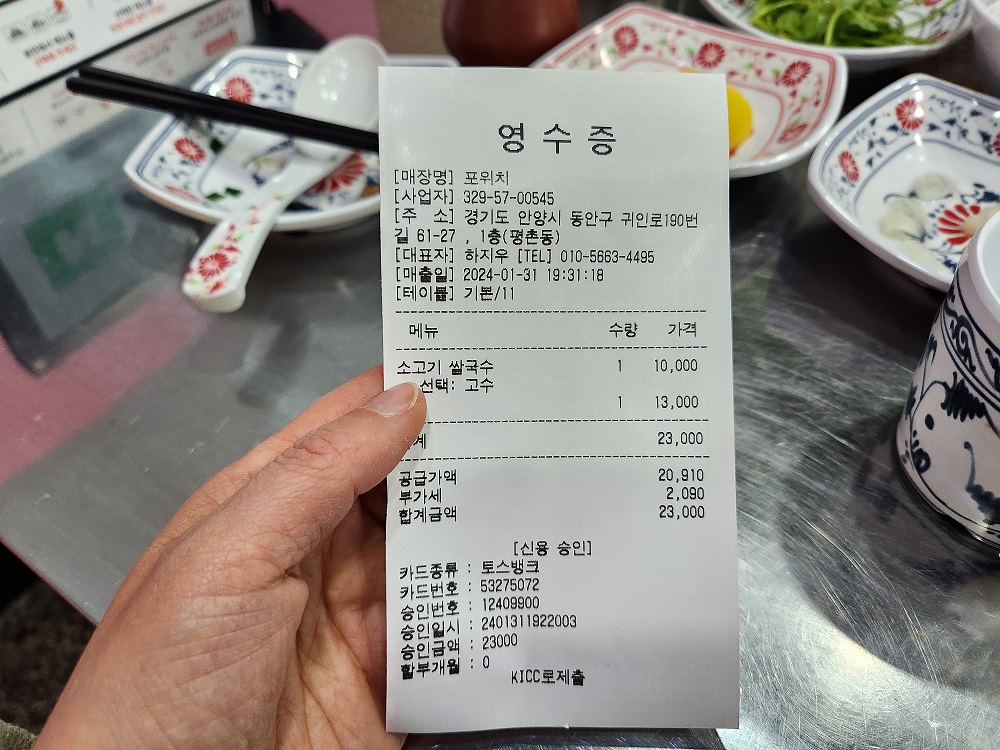 영 수 증
[매장명] 포위치
[사업자] 329-57-00545
[주 소] 경기도 안양시 동안구 귀인로190번
길 61-27 , 1층(평촌동)
[대표자] 하지우 [TEL] 010-5663-4495
[매출일] 2024-01-31 19:31:18
[테이블] 기본/11
메뉴 수량 가격
소고기 쌀국수 1 10,000
선택: 고수
1 13,000
계 23,000
공급가액 20,910
부가세 2,090
합계금액 23,000
[신용 승인]
카드종류 : 토스뱅크
카드번호 : 53275072
승인번호 : 12409900
승인일시 : 2401311922003
승인금액 : 23000
할부개월 : 0
KICC로제출